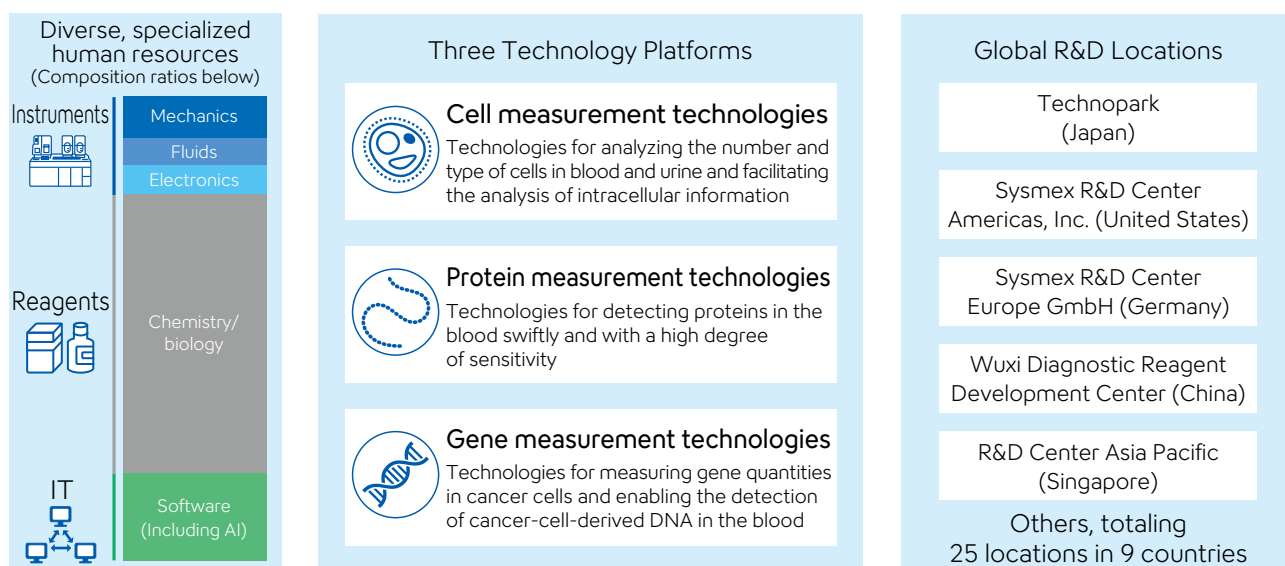 Diverse, specialized
human resources
(Composition ratios below)
Instruments
Mechanics
Fluids
Electronics
Reagents
Chemistry/
biology
IT
Software
(Including AI)
Three Technology Platforms
Cell measurement technologies
Technologies for analyzing the number and
type of cells in blood and urine and facilitating
the analysis of intracellular information
Protein measurement technologies
Technologies for detecting proteins in the
blood swiftly and with a high degree
of sensitivity
Gene measurement technologies
Technologies for measuring gene quantities
in cancer cells and enabling the detection
of cancer-cell-derived DNA in the blood
Global R&D Locations
Technopark
(Japan)
Sysmex R&D Center
Americas, Inc. (United States)
Sysmex R&D Center
Europe GmbH (Germany)
Wuxi Diagnostic Reagent
Development Center (China)
R&D Center Asia Pacific
(Singapore)
Others, totaling
25 locations in 9 countries